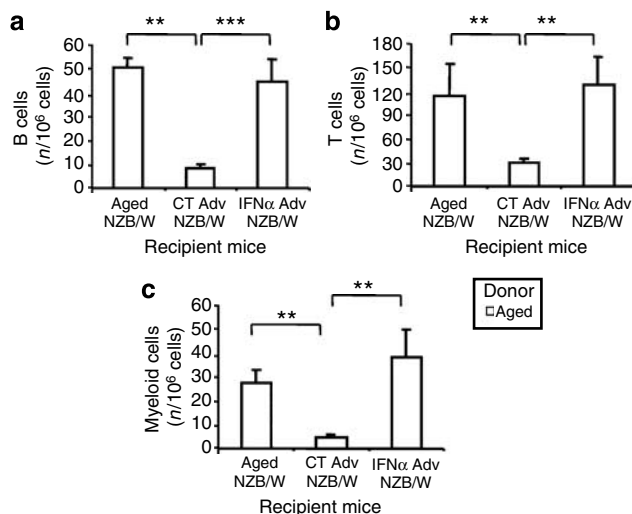 a
** ***
B cells
(n/10⁶ cells)
60
50
40
30
20
10
0
Aged CT Adv IFNα Adv
NZB/W NZB/W NZB/W
Recipient mice
b
** **
T cells
(n/10⁶ cells)
180
150
120
90
60
30
0
Aged CT Adv IFNα Adv
NZB/W NZB/W NZB/W
Recipient mice
c
** **
Myeloid cells
(n/10⁶ cells)
60
50
40
30
20
10
0
Aged CT Adv IFNα Adv
NZB/W NZB/W NZB/W
Recipient mice
Donor
Aged